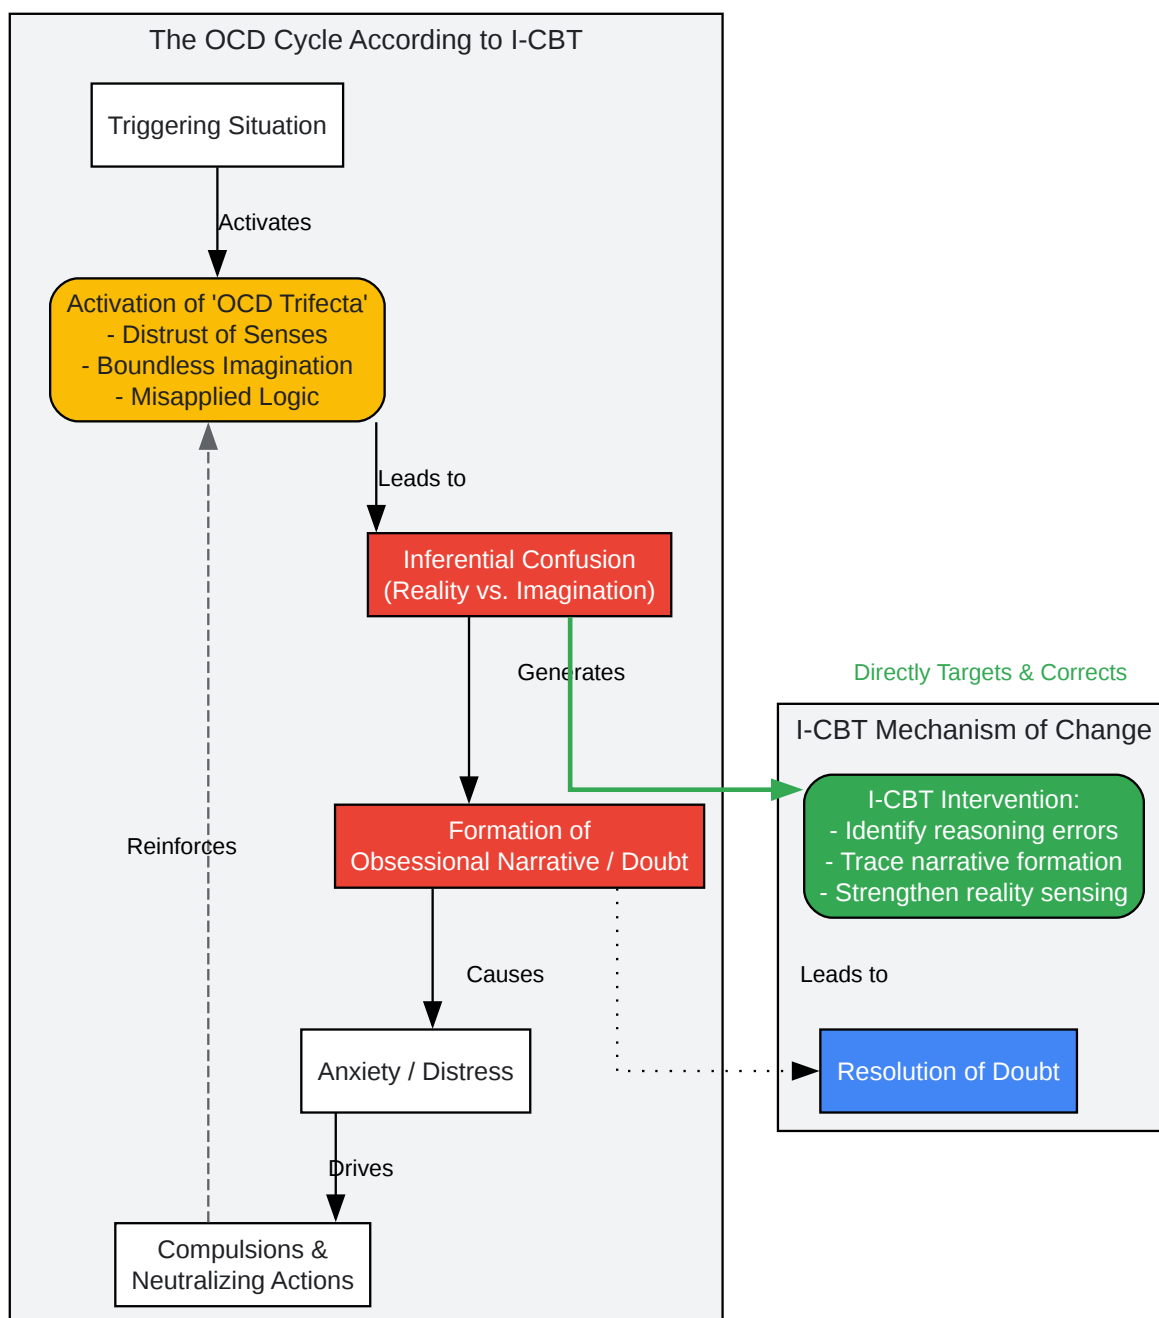 The OCD Cycle According to I-CBT
Triggering Situation
Activates
Activation of 'OCD Trifecta'
- Distrust of Senses
- Boundless Imagination
- Misapplied Logic
Leads to
Inferential Confusion
(Reality vs. Imagination)
Generates
Directly Targets & Corrects
I-CBT Mechanism of Change
I-CBT Intervention:
- Identify reasoning errors
- Trace narrative formation
- Strengthen reality sensing
Formation of
Obsessional Narrative / Doubt
Reinforces
Causes
Leads to
Anxiety / Distress
Resolution of Doubt
Drives
Compulsions &
Neutralizing Actions